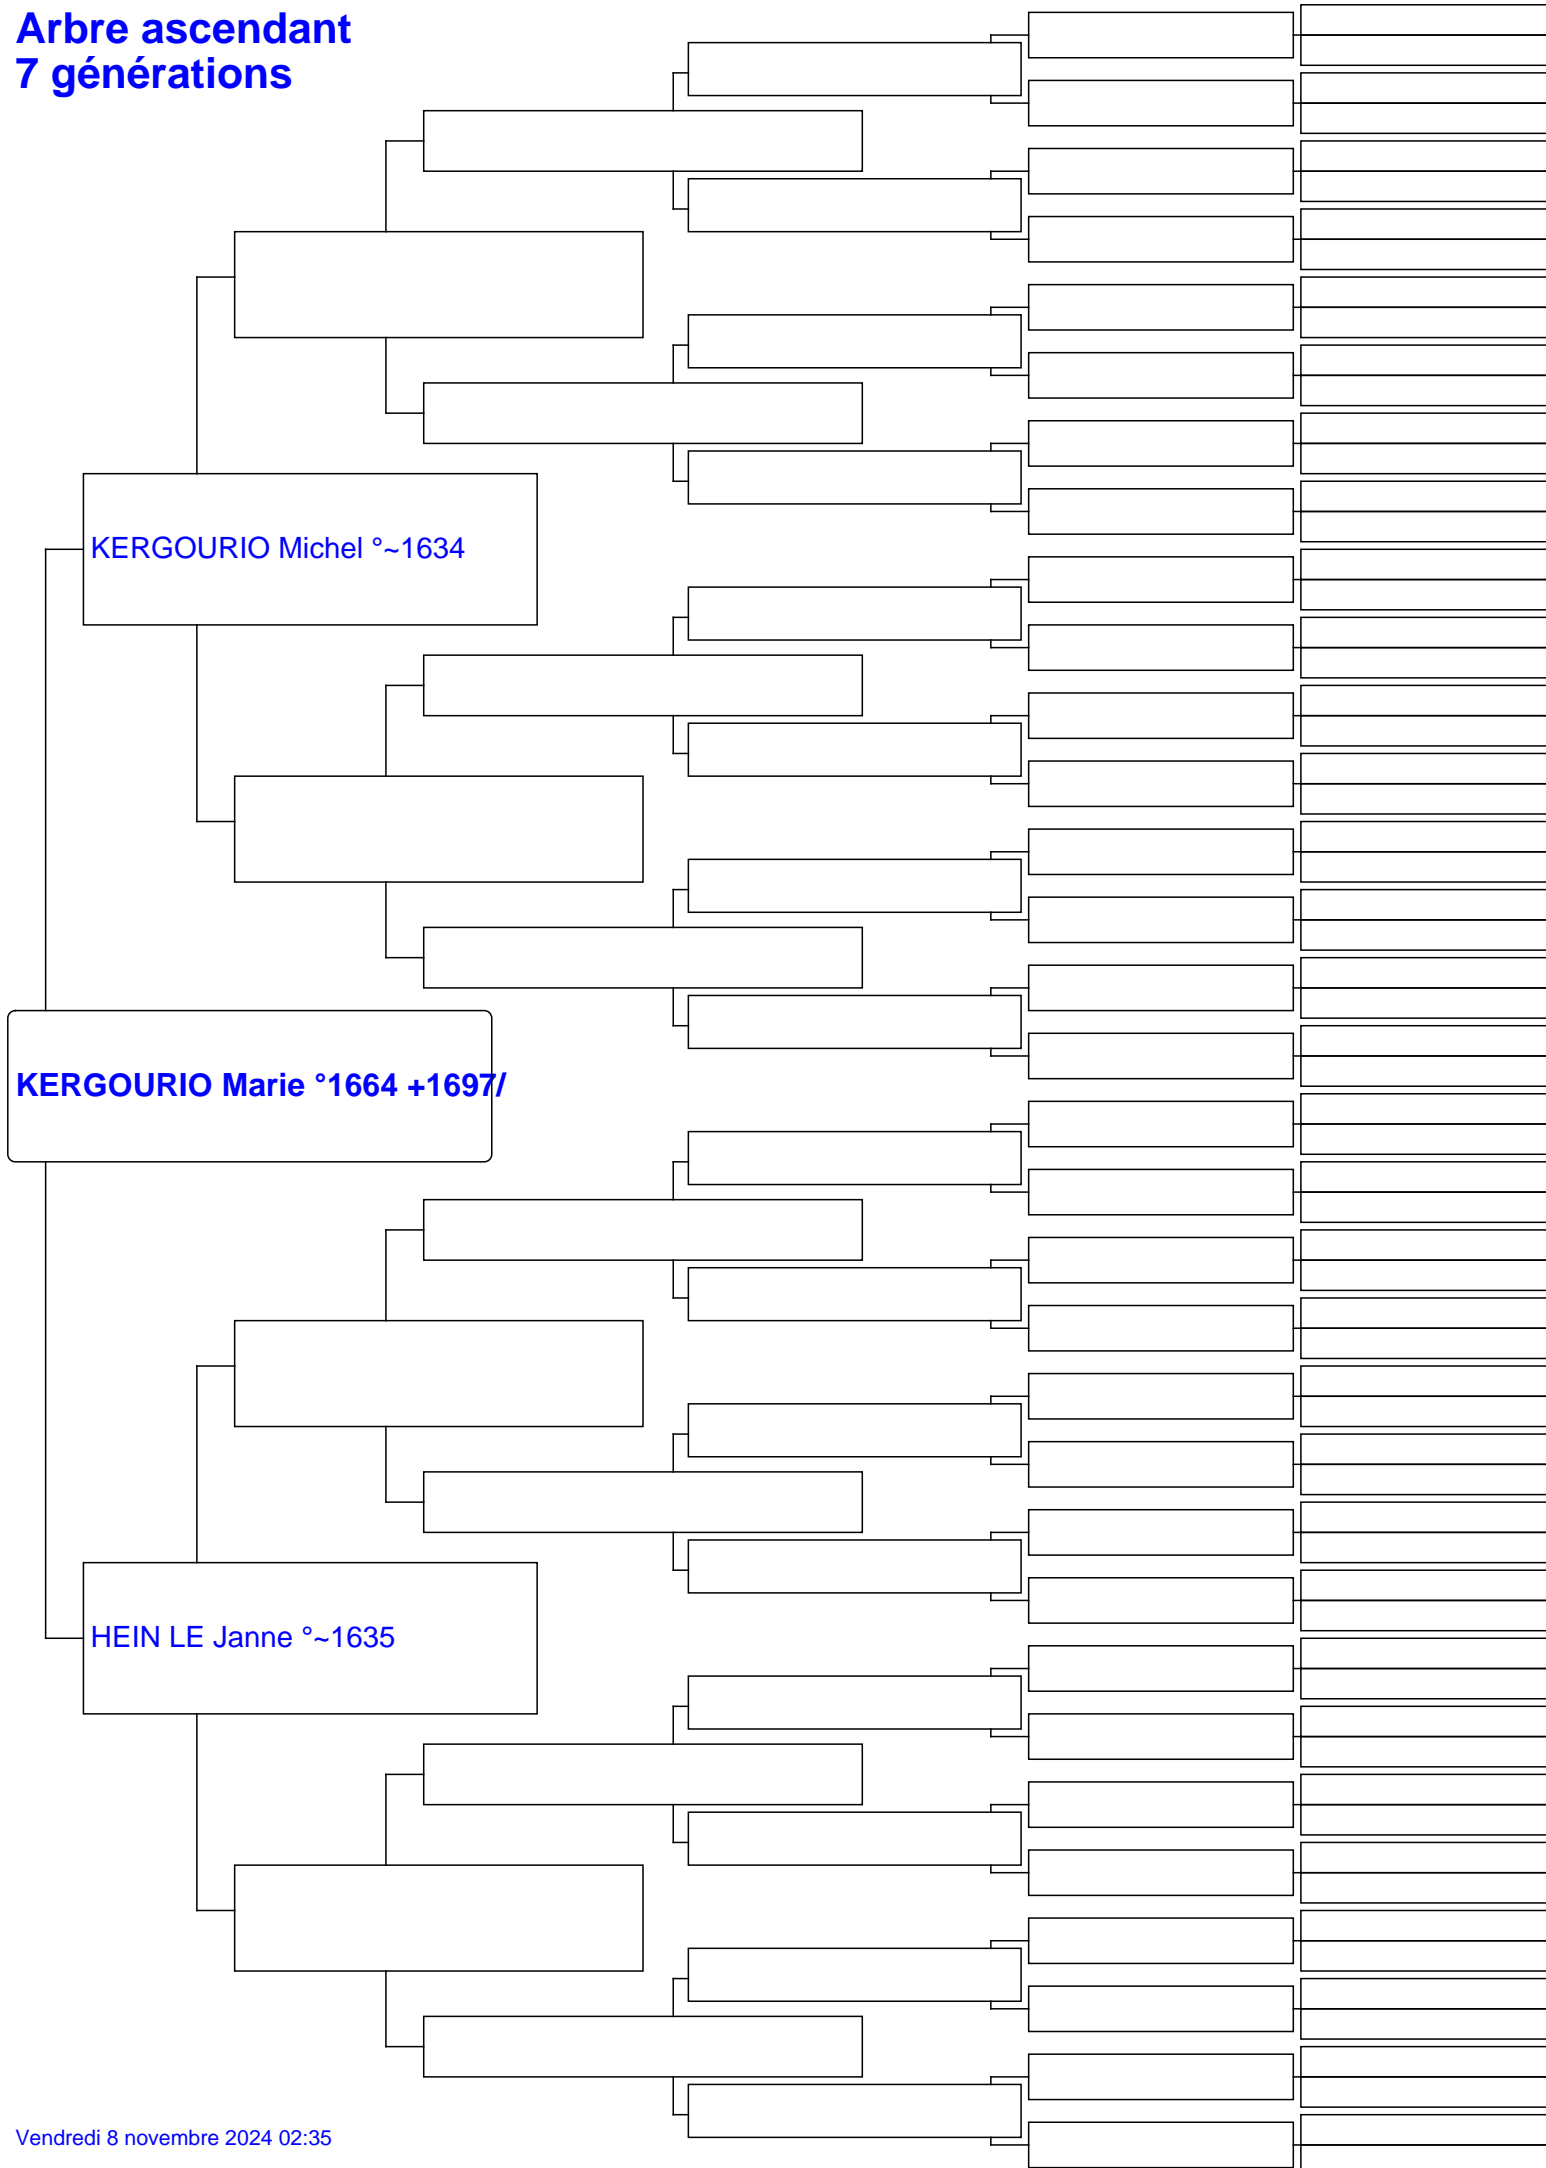 Arbre ascendant
7 générations
KERGOURIO Michel °~1634
KERGOURIO Marie °1664 +1697/
HEIN LE Janne °~1635
Vendredi 8 novembre 2024 02:35